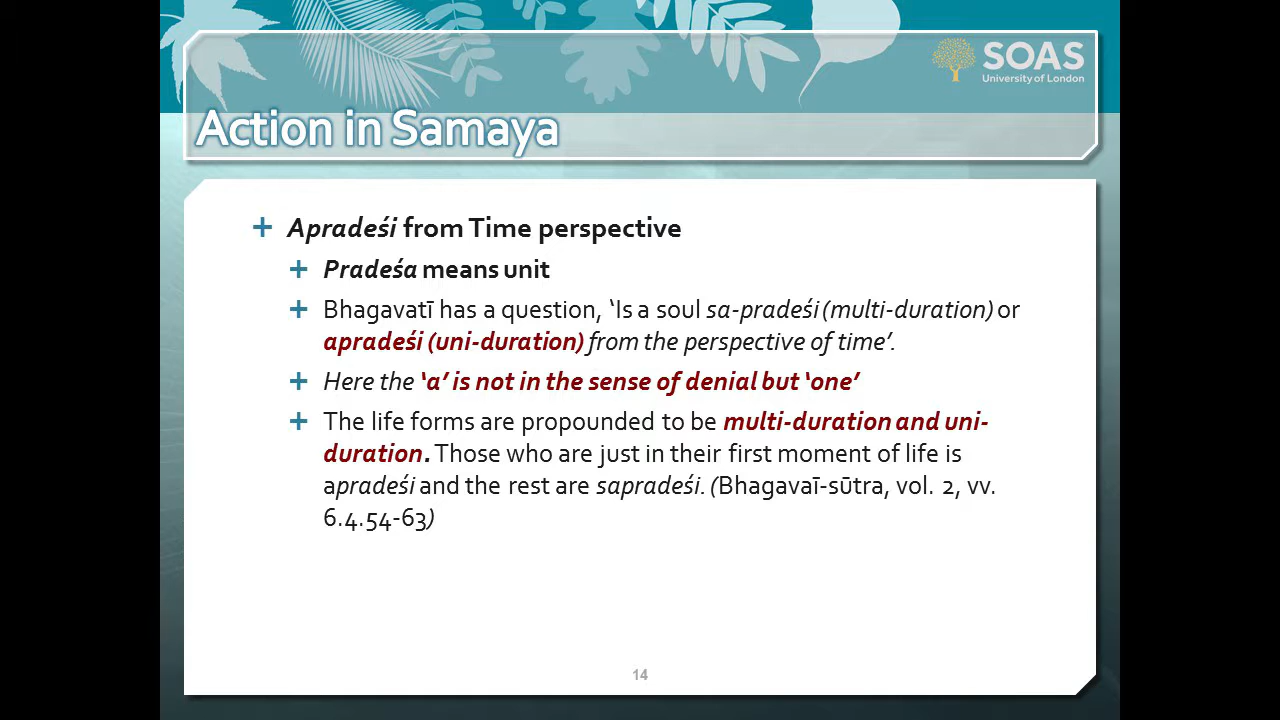 SOAS
University of London
Action in Samaya
Apradeśi from Time perspective
Pradeśa means unit
Bhagavatī has a question, ‘Is a soul sa-pradeśi (multi-duration) or
apradeśi (uni-duration) from the perspective of time’.
Here the ‘a’ is not in the sense of denial but ‘one’
The life forms are propounded to be multi-duration and uni-
duration. Those who are just in their first moment of life is
apradeśi and the rest are sapradeśi. (Bhagavaī-sūtra, vol. 2, vv.
6.4.54-63)
14